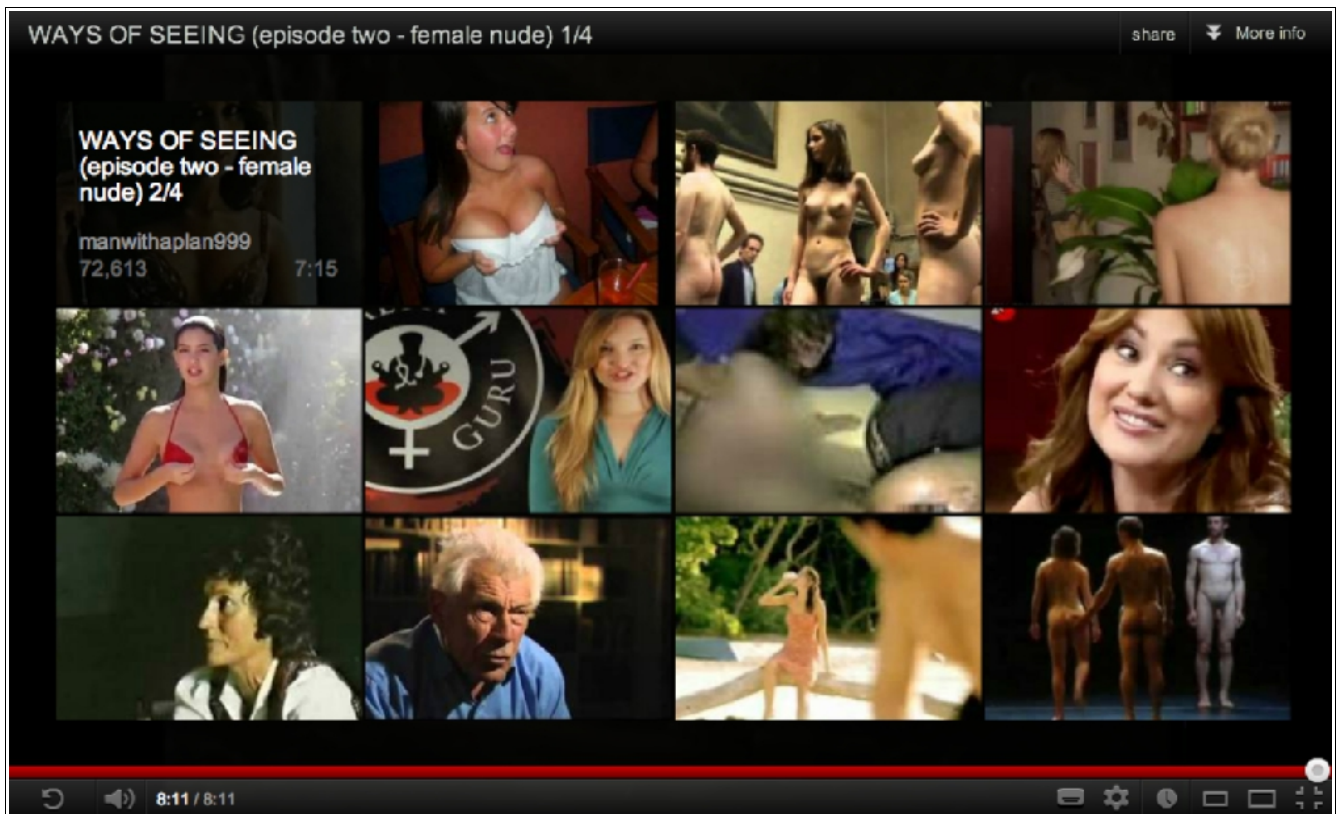 WAYS OF SEEING (episode two - female nude) 1/4
share
More info
WAYS OF SEEING
(episode two - female
nude) 2/4
manwithaplan999
72,613 7:15
GURU
8:11 / 8:11